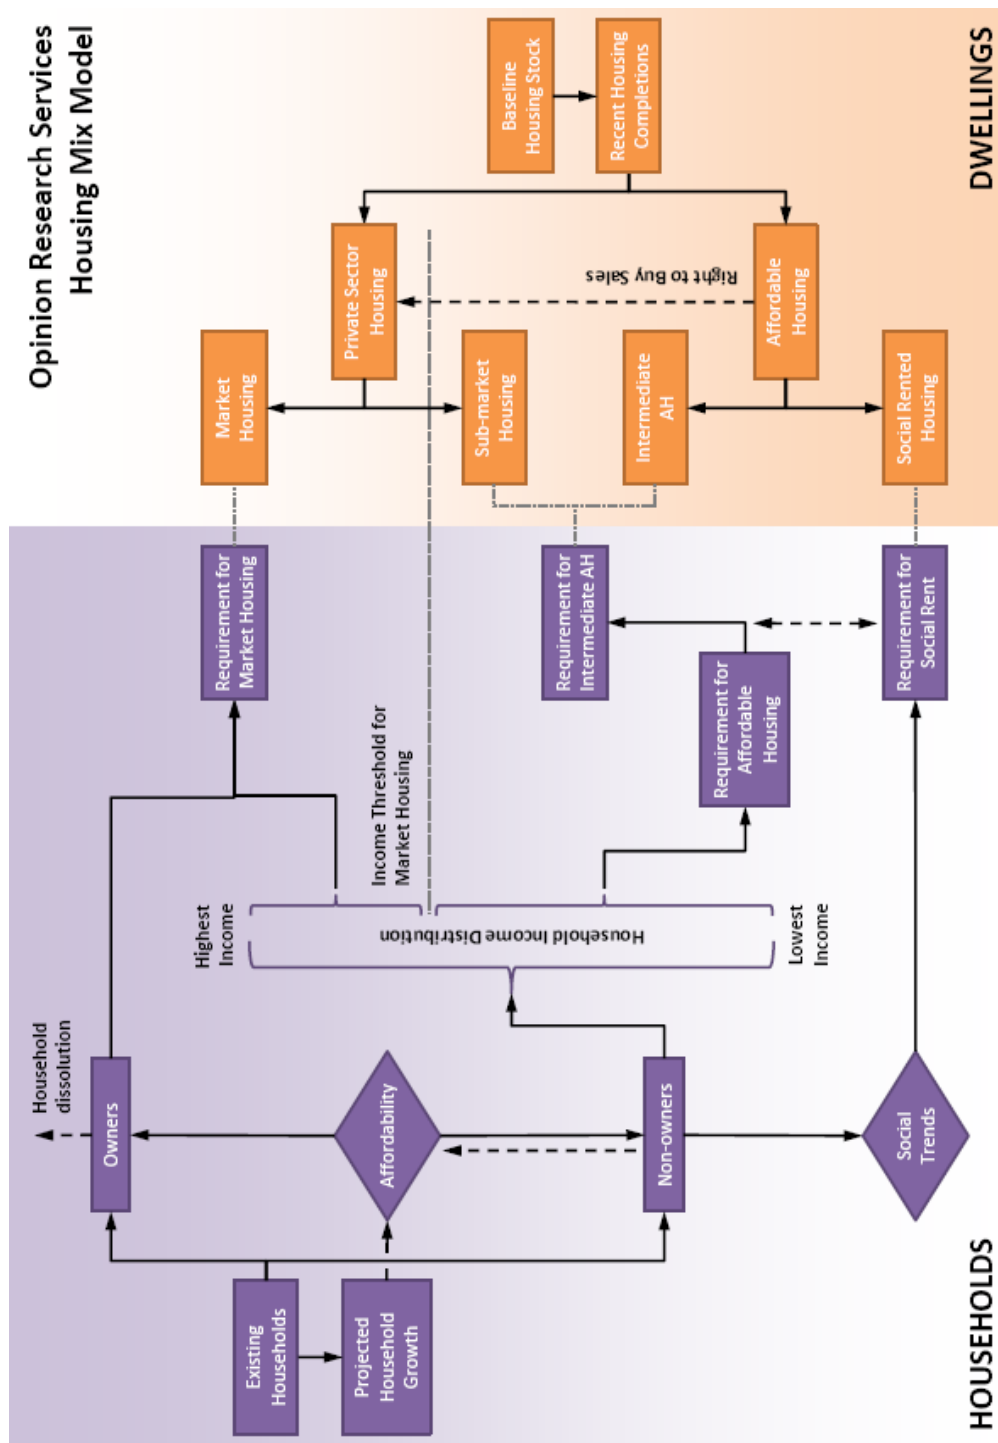 Opinion Research Services
Housing Mix Model
HOUSEHOLDS
DWELLINGS
Existing
Households
Projected
Household
Growth
Household
dissolution
Owners
Affordability
Non-owners
Social
Trends
Highest
Income
Household Income Distribution
Lowest
Income
Income Threshold for
Market Housing
Requirement for
Market Housing
Requirement for
Intermediate AH
Requirement for
Affordable
Housing
Requirement for
Social Rent
Market
Housing
Sub-market
Housing
Intermediate
AH
Social Rented
Housing
Private Sector
Housing
Right to Buy Sales
Affordable
Housing
Baseline
Housing Stock
Recent Housing
Completions